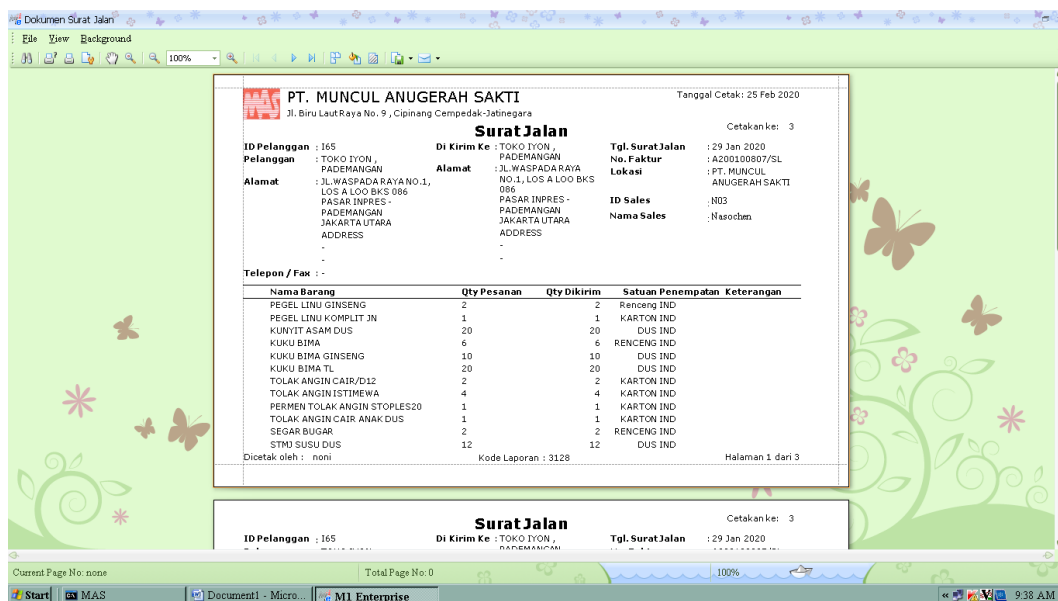 Dokumen Surat Jalan
File View Background
100%
MAS PT. MUNCUL ANUGERAH SAKTI Tanggal Cetak: 25 Feb 2020
Jl. Biru Laut Raya No. 9 , Cipinang Cempedak-Jatinegara
Surat Jalan Cetakan ke: 3
ID Pelanggan : I65 Di Kirim Ke : TOKO IYON , Tgl. Surat Jalan : 29 Jan 2020
Pelanggan : TOKO IYON , PADEMANGAN No. Faktur : A200100807/SL
PADEMANGAN Alamat : JL.WASPADA RAYA Lokasi : PT. MUNCUL
Alamat : JL.WASPADA RAYA NO.1, NO.1, LOS A LOO BKS ANUGERAH SAKTI
LOS A LOO BKS 086 086
PASAR INPRES - PASAR INPRES - ID Sales : N03
PADEMANGAN PADEMANGAN
JAKARTA UTARA JAKARTA UTARA Nama Sales : Nasochen
ADDRESS ADDRESS
- -
- -
Telepon / Fax : -
Nama Barang Qty Pesanan Qty Dikirim Satuan Penempatan Keterangan
PEGEL LINU GINSENG 2 2 Renceng IND
PEGEL LINU KOMPLIT JN 1 1 KARTON IND
KUNYIT ASAM DUS 20 20 DUS IND
KUKU BIMA 6 6 RENCENG IND
KUKU BIMA GINSENG 10 10 DUS IND
KUKU BIMA TL 20 20 DUS IND
TOLAK ANGIN CAIR/D12 2 2 KARTON IND
TOLAK ANGIN ISTIMEWA 4 4 KARTON IND
PERMEN TOLAK ANGIN STOPLES20 1 1 KARTON IND
TOLAK ANGIN CAIR ANAK DUS 1 1 KARTON IND
SEGAR BUGAR 2 2 RENCENG IND
STMJ SUSU DUS 12 12 DUS IND
Dicetak oleh : noni Kode Laporan : 3128 Halaman 1 dari 3
Surat Jalan Cetakan ke: 3
ID Pelanggan : I65 Di Kirim Ke : TOKO IYON , Tgl. Surat Jalan : 29 Jan 2020
Current Page No: none Total Page No: 0 100%
Start MAS Document1 - Micro... M1 Enterprise « 9:38 AM